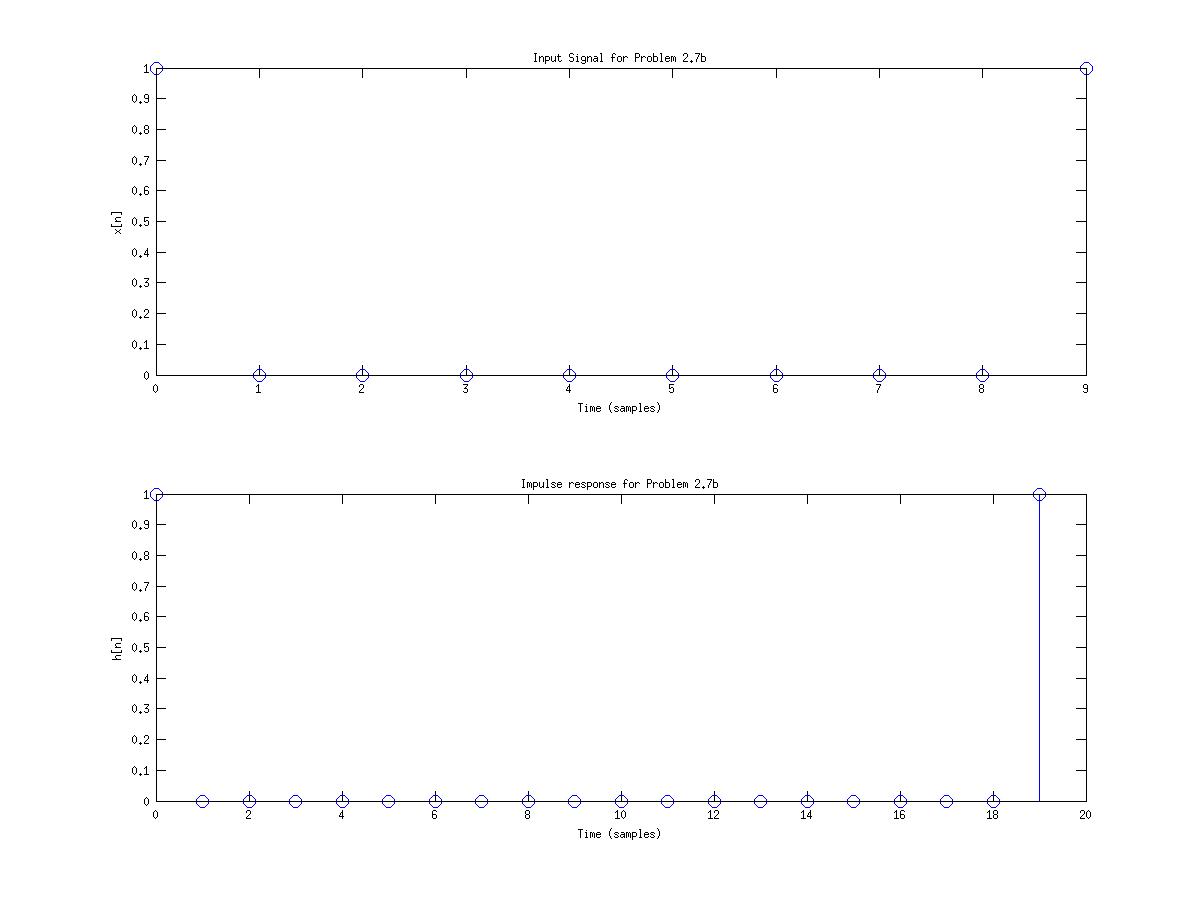 Input Signal for Problem 2.7b
1
0.9
0.8
0.7
0.6
0.5
0.4
0.3
0.2
0.1
0
x[n]
0 1 2 3 4 5 6 7 8 9
Time (samples)
Impulse response for Problem 2.7b
1
0.9
0.8
0.7
0.6
0.5
0.4
0.3
0.2
0.1
0
h[n]
0 2 4 6 8 10 12 14 16 18 20
Time (samples)